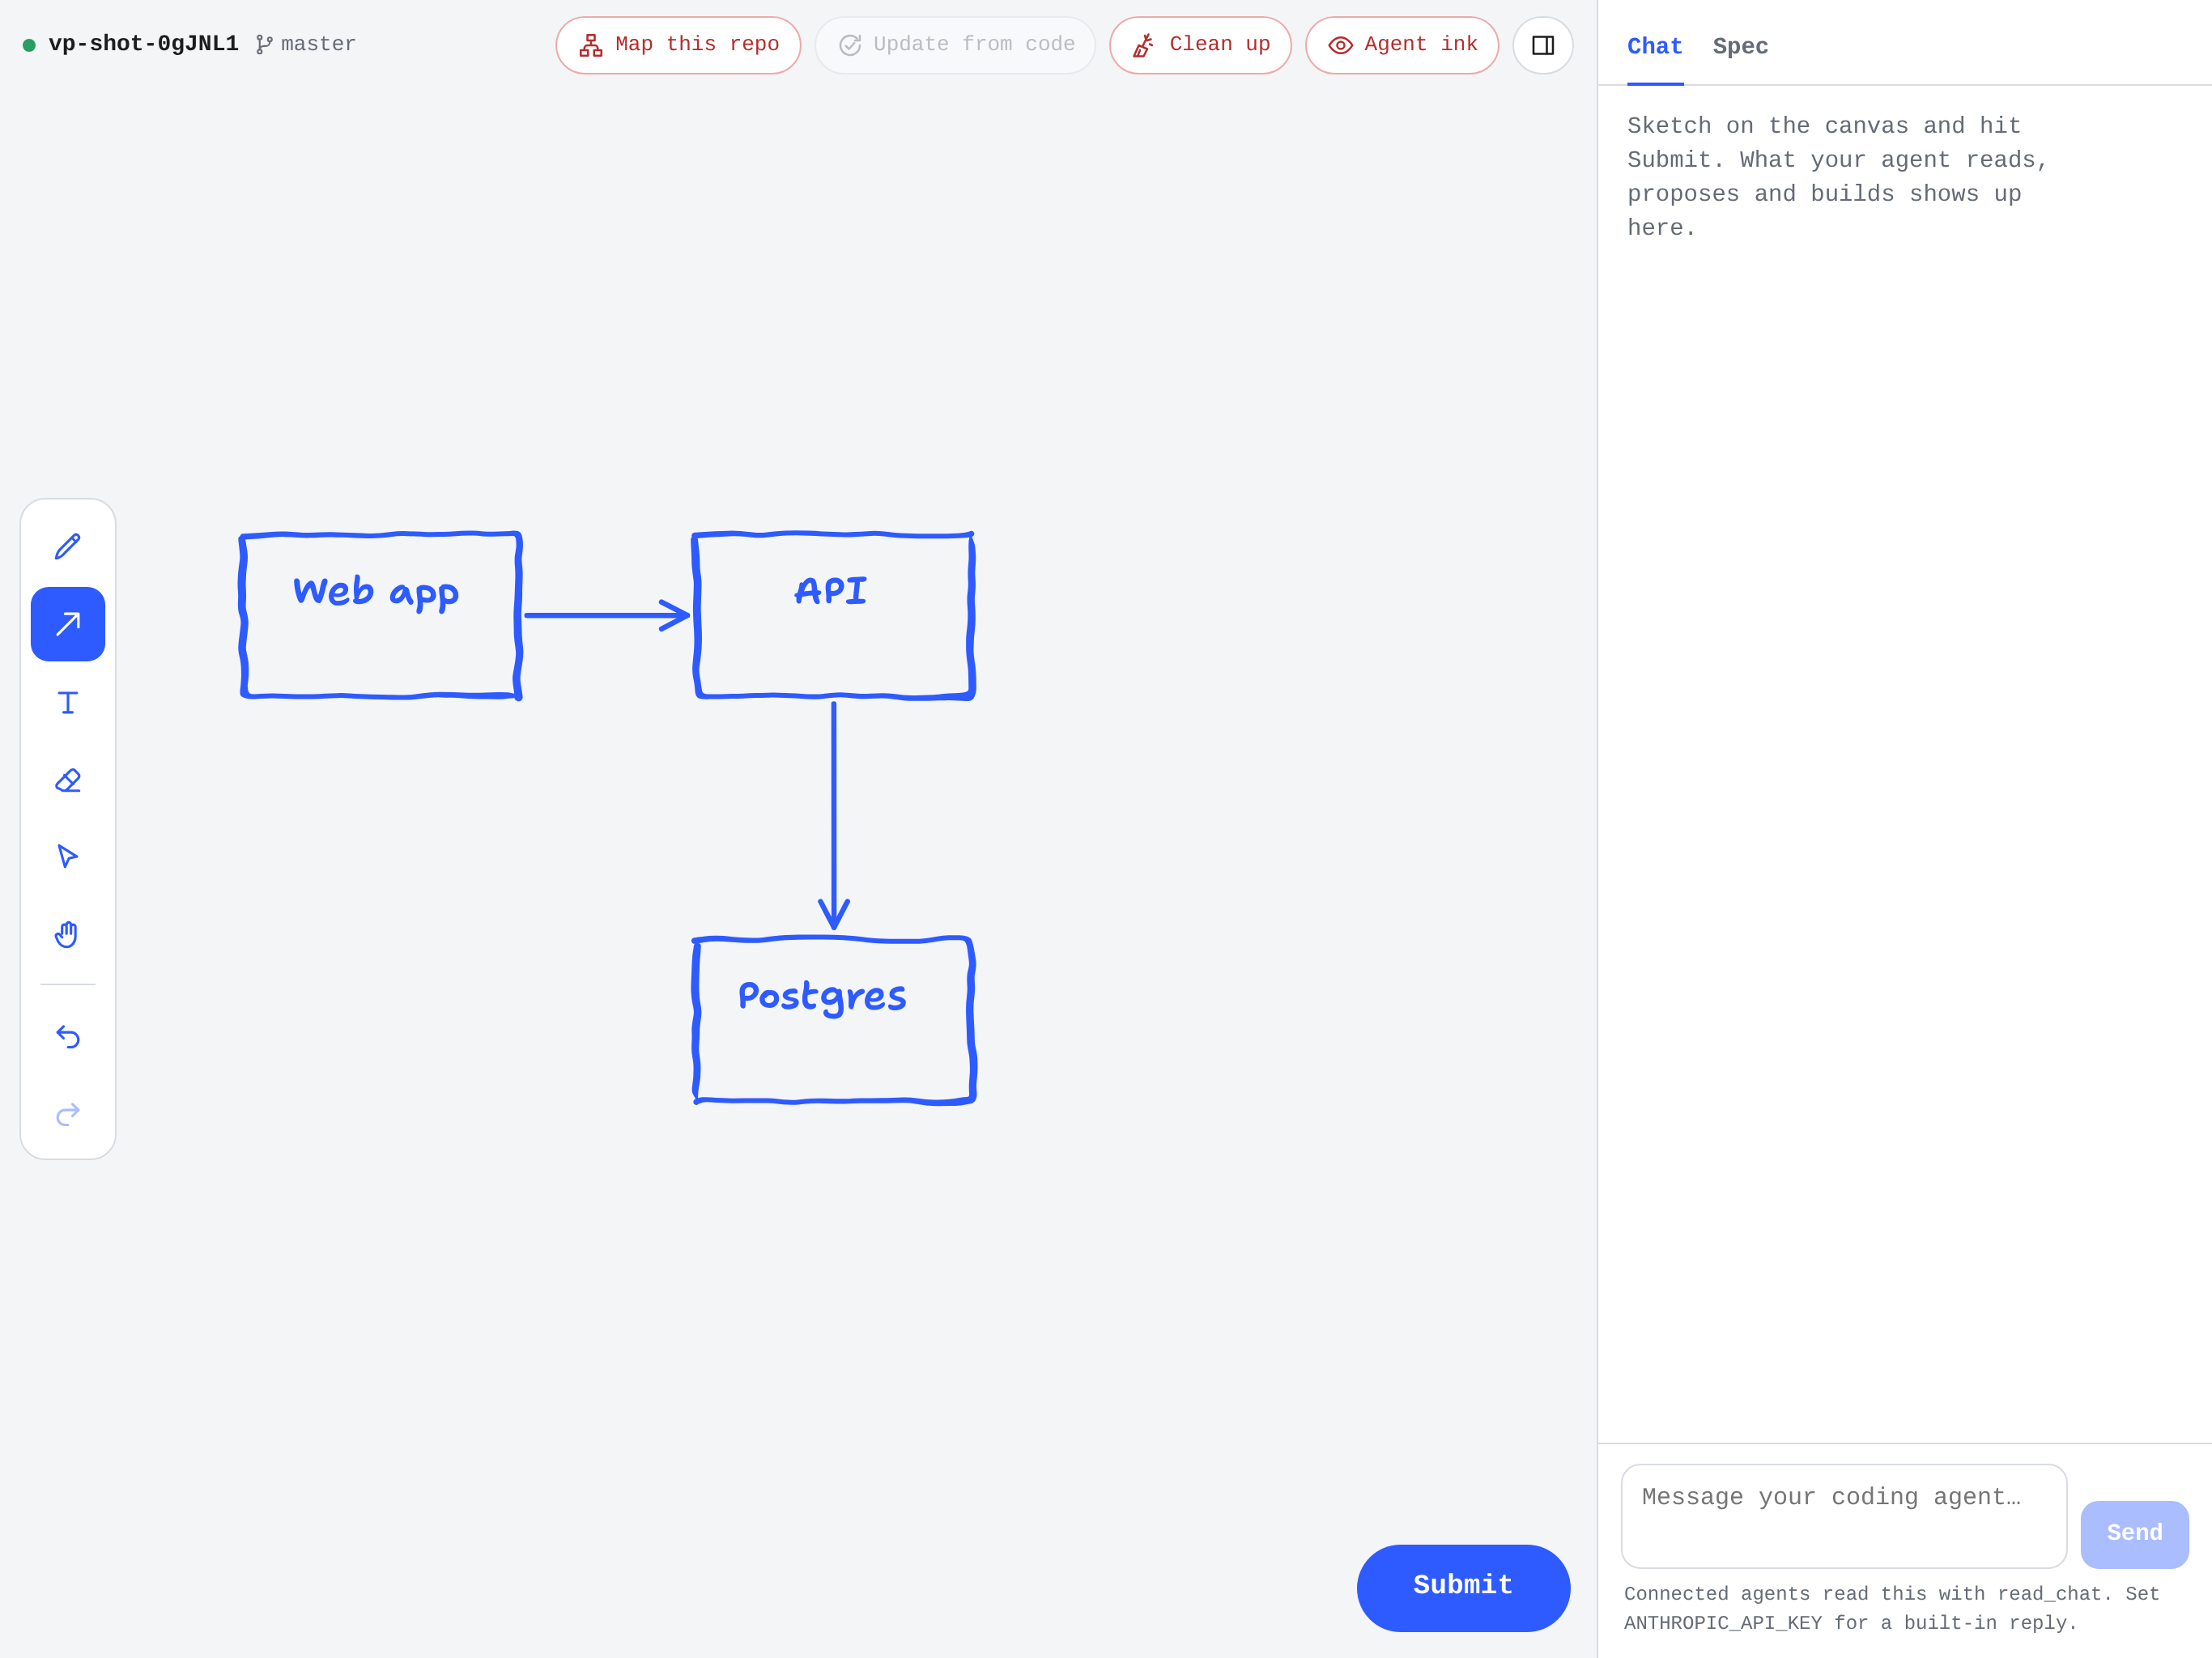 vp-shot-0gJNL1 master Map this repo Update from code Clean up Agent ink
Chat Spec
Sketch on the canvas and hit
Submit. What your agent reads,
proposes and builds shows up
here.
Web app
API
Postgres
Message your coding agent…
Send
Submit
Connected agents read this with read_chat. Set
ANTHROPIC_API_KEY for a built-in reply.